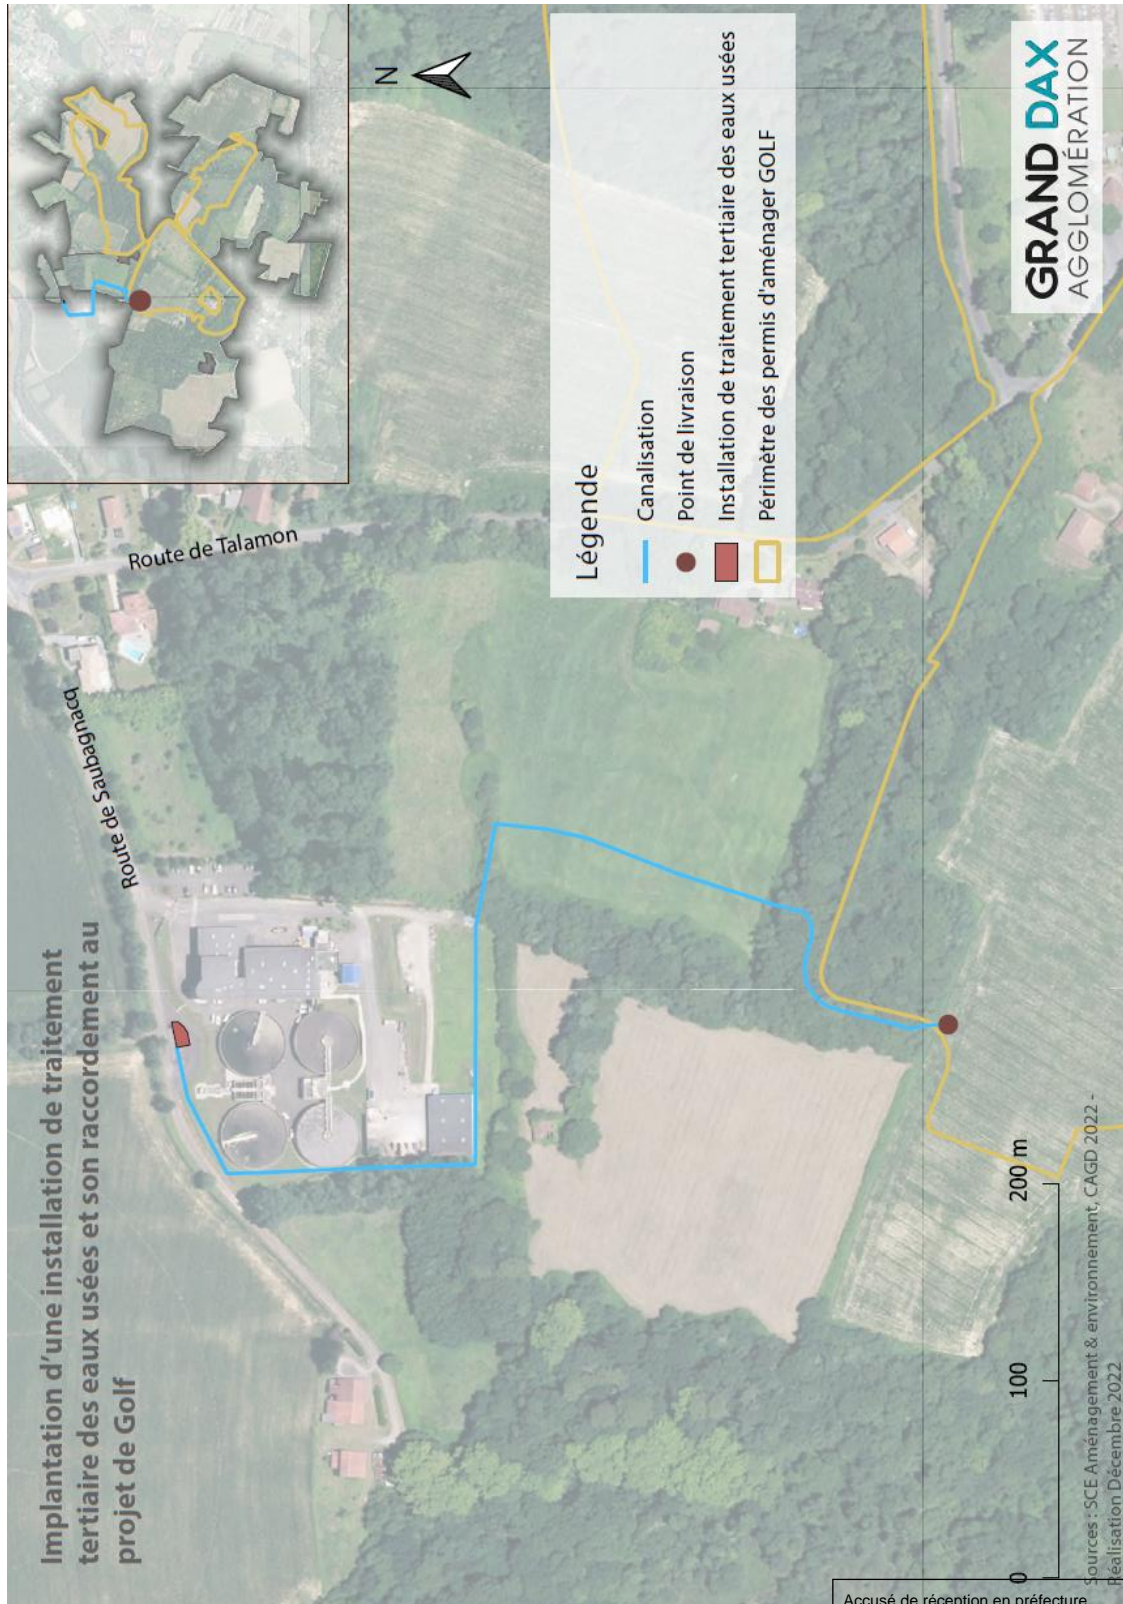 Implantation d'une installation de traitement
tertiaire des eaux usées et son raccordement au
projet de Golf
Route de Saubagnacq
Route de Talamon
N
Légende
Canalisation
Point de livraison
Installation de traitement tertiaire des eaux usées
Périmètre des permis d'aménager GOLF
0 100 200 m
Sources : SCE Aménagement & environnement, CAGD 2022 -
Réalisation Décembre 2022
GRAND DAX
AGGLOMÉRATION
Accusé de réception en préfecture